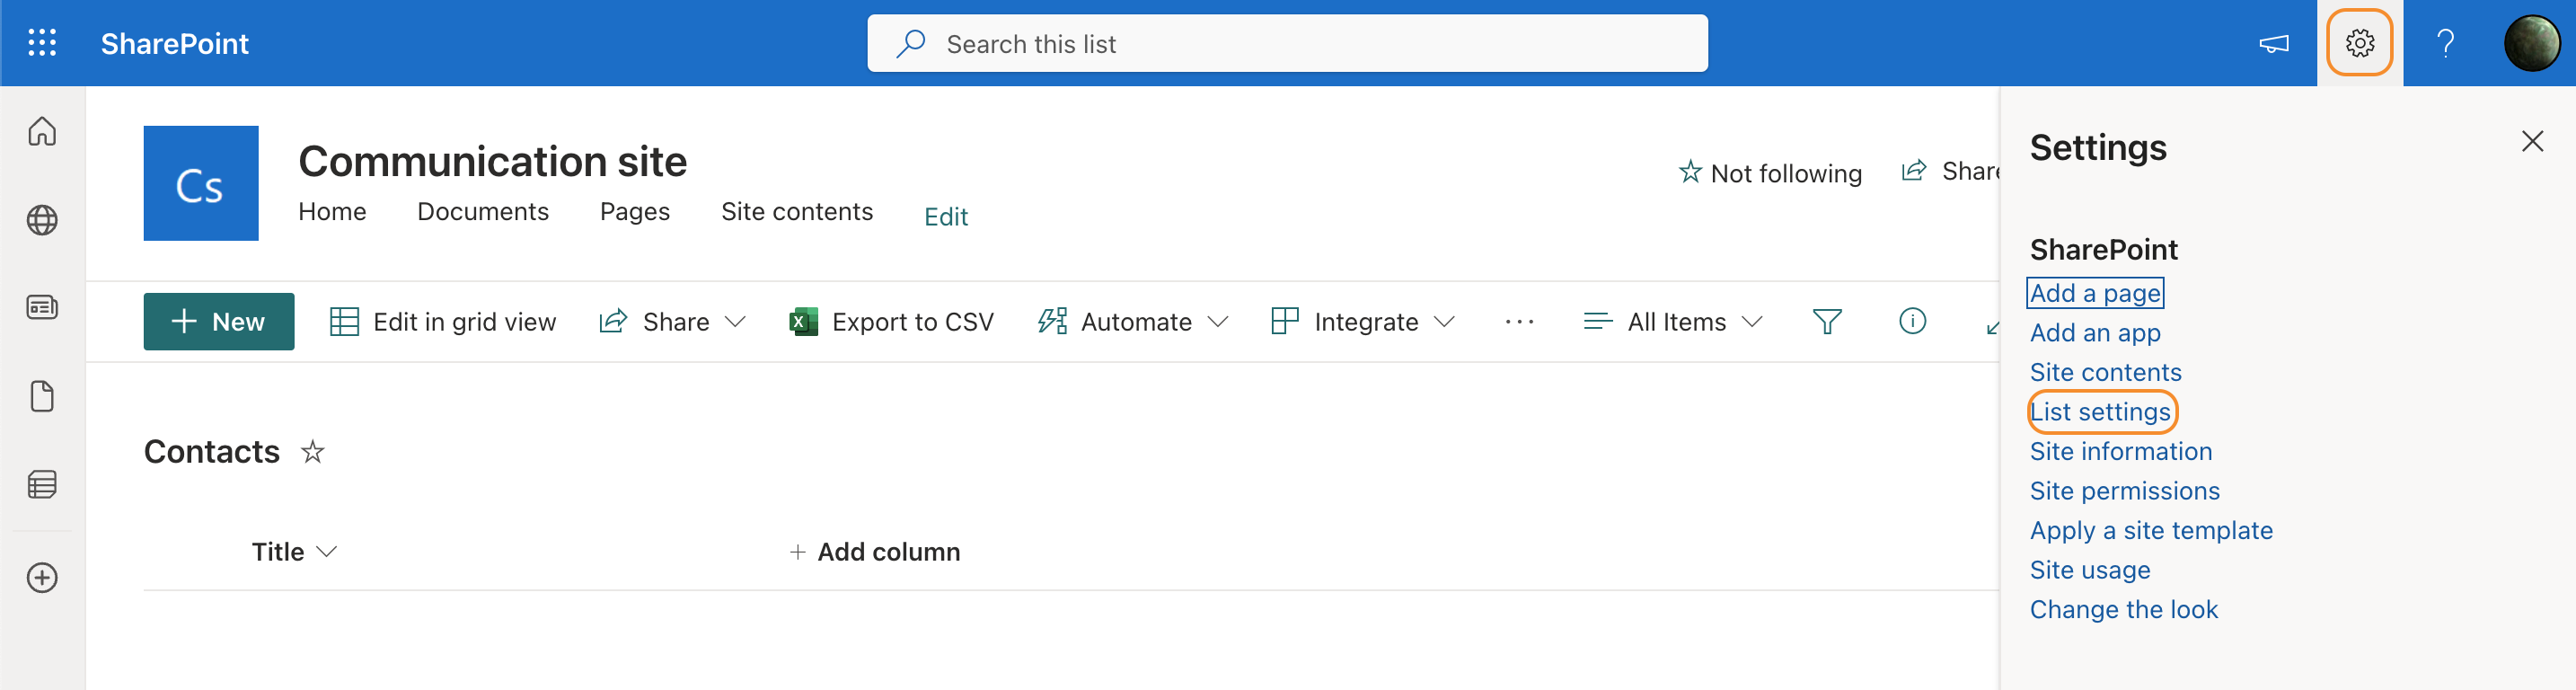 SharePoint
Search this list
?
Cs
Communication site
Home Documents Pages Site contents Edit
Not following Share
+ New Edit in grid view Share Export to CSV Automate Integrate ... All Items
Contacts
Title + Add column
Settings
SharePoint
Add a page
Add an app
Site contents
List settings
Site information
Site permissions
Apply a site template
Site usage
Change the look